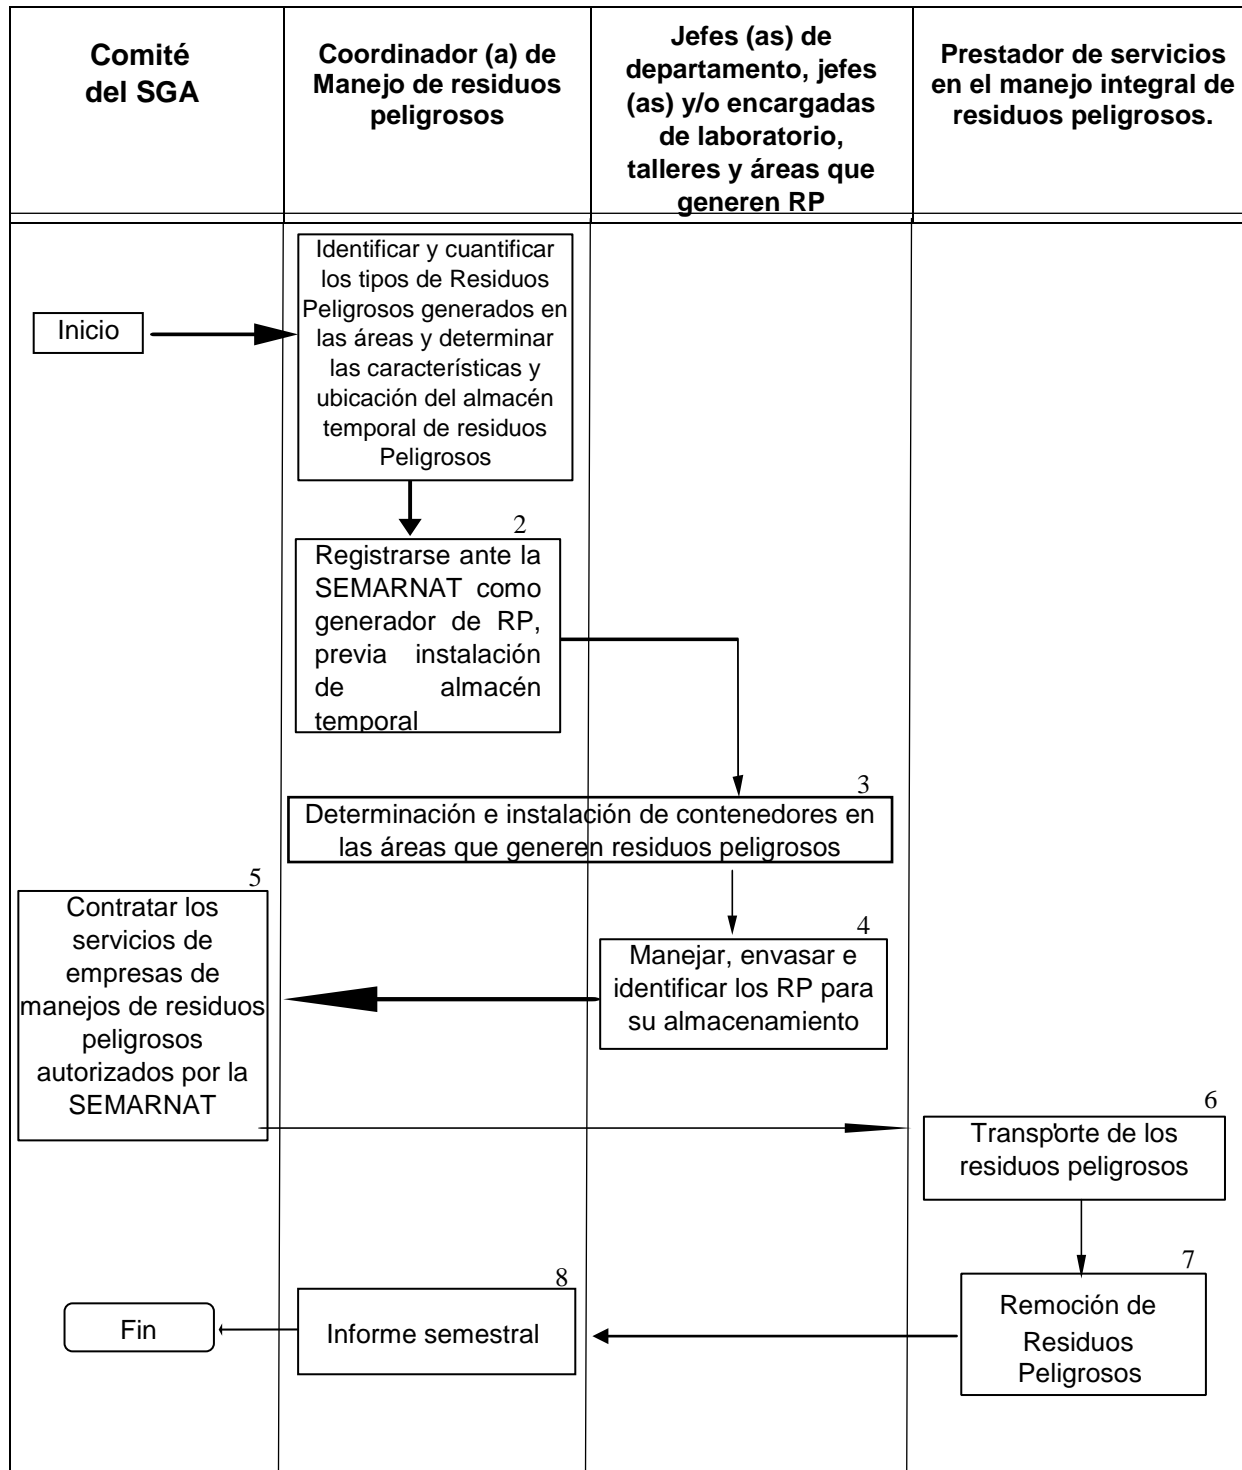 Comité
del SGA
Coordinador (a) de
Manejo de residuos
peligrosos
Jefes (as) de
departamento, jefes
(as) y/o encargadas
de laboratorio,
talleres y áreas que
generen RP
Prestador de servicios
en el manejo integral de
residuos peligrosos.
Inicio
Identificar y cuantificar
los tipos de Residuos
Peligrosos generados en
las áreas y determinar
las características y
ubicación del almacén
temporal de residuos
Peligrosos
2
Registrarse ante la
SEMARNAT como
generador de RP,
previa instalación
de almacén
temporal
3
Determinación e instalación de contenedores en
las áreas que generen residuos peligrosos
4
Manejar, envasar e
identificar los RP para
su almacenamiento
5
Contratar los
servicios de
empresas de
manejos de residuos
peligrosos
autorizados por la
SEMARNAT
6
Transporte de los
residuos peligrosos
7
Remoción de
Residuos
Peligrosos
8
Informe semestral
Fin